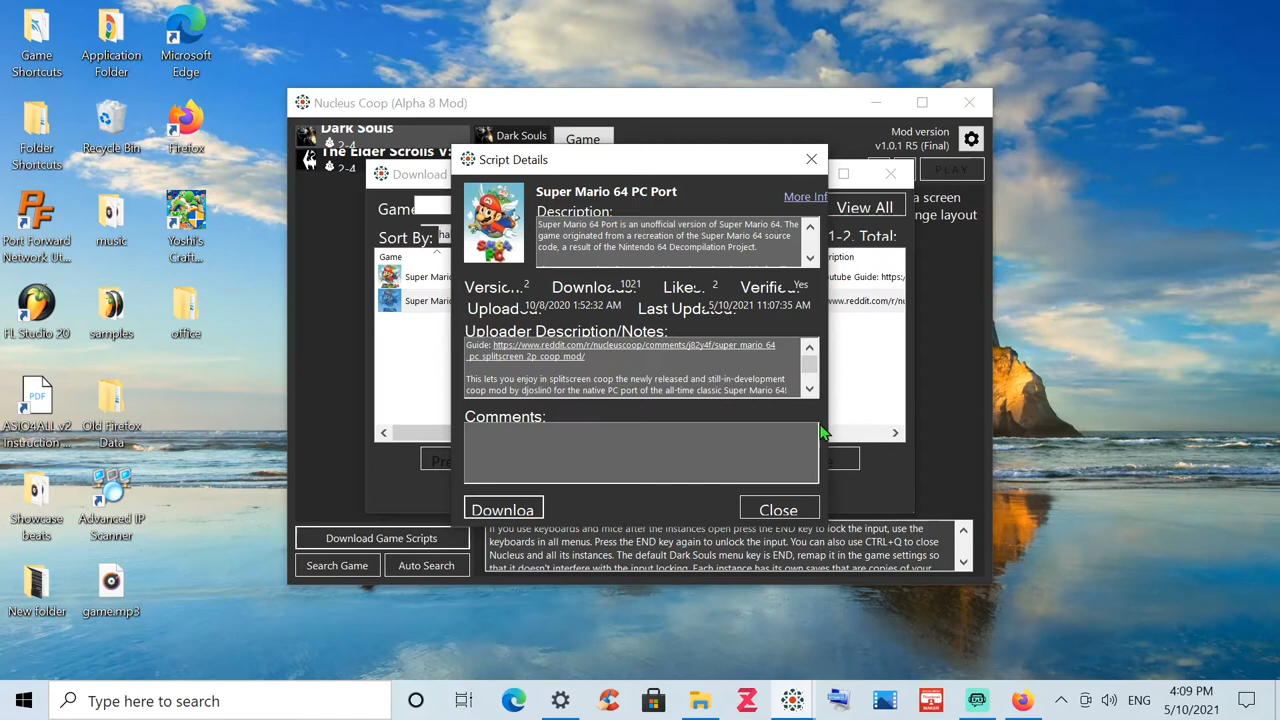 Game Shortcuts
Application Folder
Microsoft Edge
Folder Shortcuts
Recycle Bin
Firefox
Port Forward Network Ut...
music
Yoshi's Craft...
FL Studio 20
samples
office
PDF
ASIO4ALL v2 Instruction ...
Old Firefox Data
Showcase beats
Advanced IP Scanner
New folder
game.mp3
Nucleus Coop (Alpha 8 Mod)
Dark Souls
2-4
The Elder Scrolls V:
2-4
Dark Souls
Game
Mod version
v1.0.1 R5 (Final)
PLAY
a screen
nge layout
Download
Game
View All
Sort By:
1-2. Total:
Game
ription
Super Mario
utube Guide: https:/
Super Mario
www.reddit.com/r/nu
Pre
Script Details
Super Mario 64 PC Port
More Inf
Description:
Super Mario 64 Port is an unofficial version of Super Mario 64. The
game originated from a recreation of the Super Mario 64 source
code, a result of the Nintendo 64 Decompilation Project.
Version: 2
Downloads: 1021
Likes: 2
Verified: Yes
Uploaded: 10/8/2020 1:52:32 AM
Last Updated: 5/10/2021 11:07:35 AM
Uploader Description/Notes:
Guide: https://www.reddit.com/r/nucleuscoop/comments/j82y4f/super_mario_64
_pc_splitscreen_2p_coop_mod/
This lets you enjoy in splitscreen coop the newly released and still-in-development
coop mod by djoslin0 for the native PC port of the all-time classic Super Mario 64!
Comments:
Downloa
Close
Download Game Scripts
Search Game
Auto Search
If you use keyboards and mice after the instances open press the END key to lock the input, use the
keyboards in all menus. Press the END key again to unlock the input. You can also use CTRL+Q to close
Nucleus and all its instances. The default Dark Souls menu key is END, remap it in the game settings so
that it doesn't interfere with the input locking. Each instance has its own saves that are copies of your
Type here to search
ENG
4:09 PM
5/10/2021